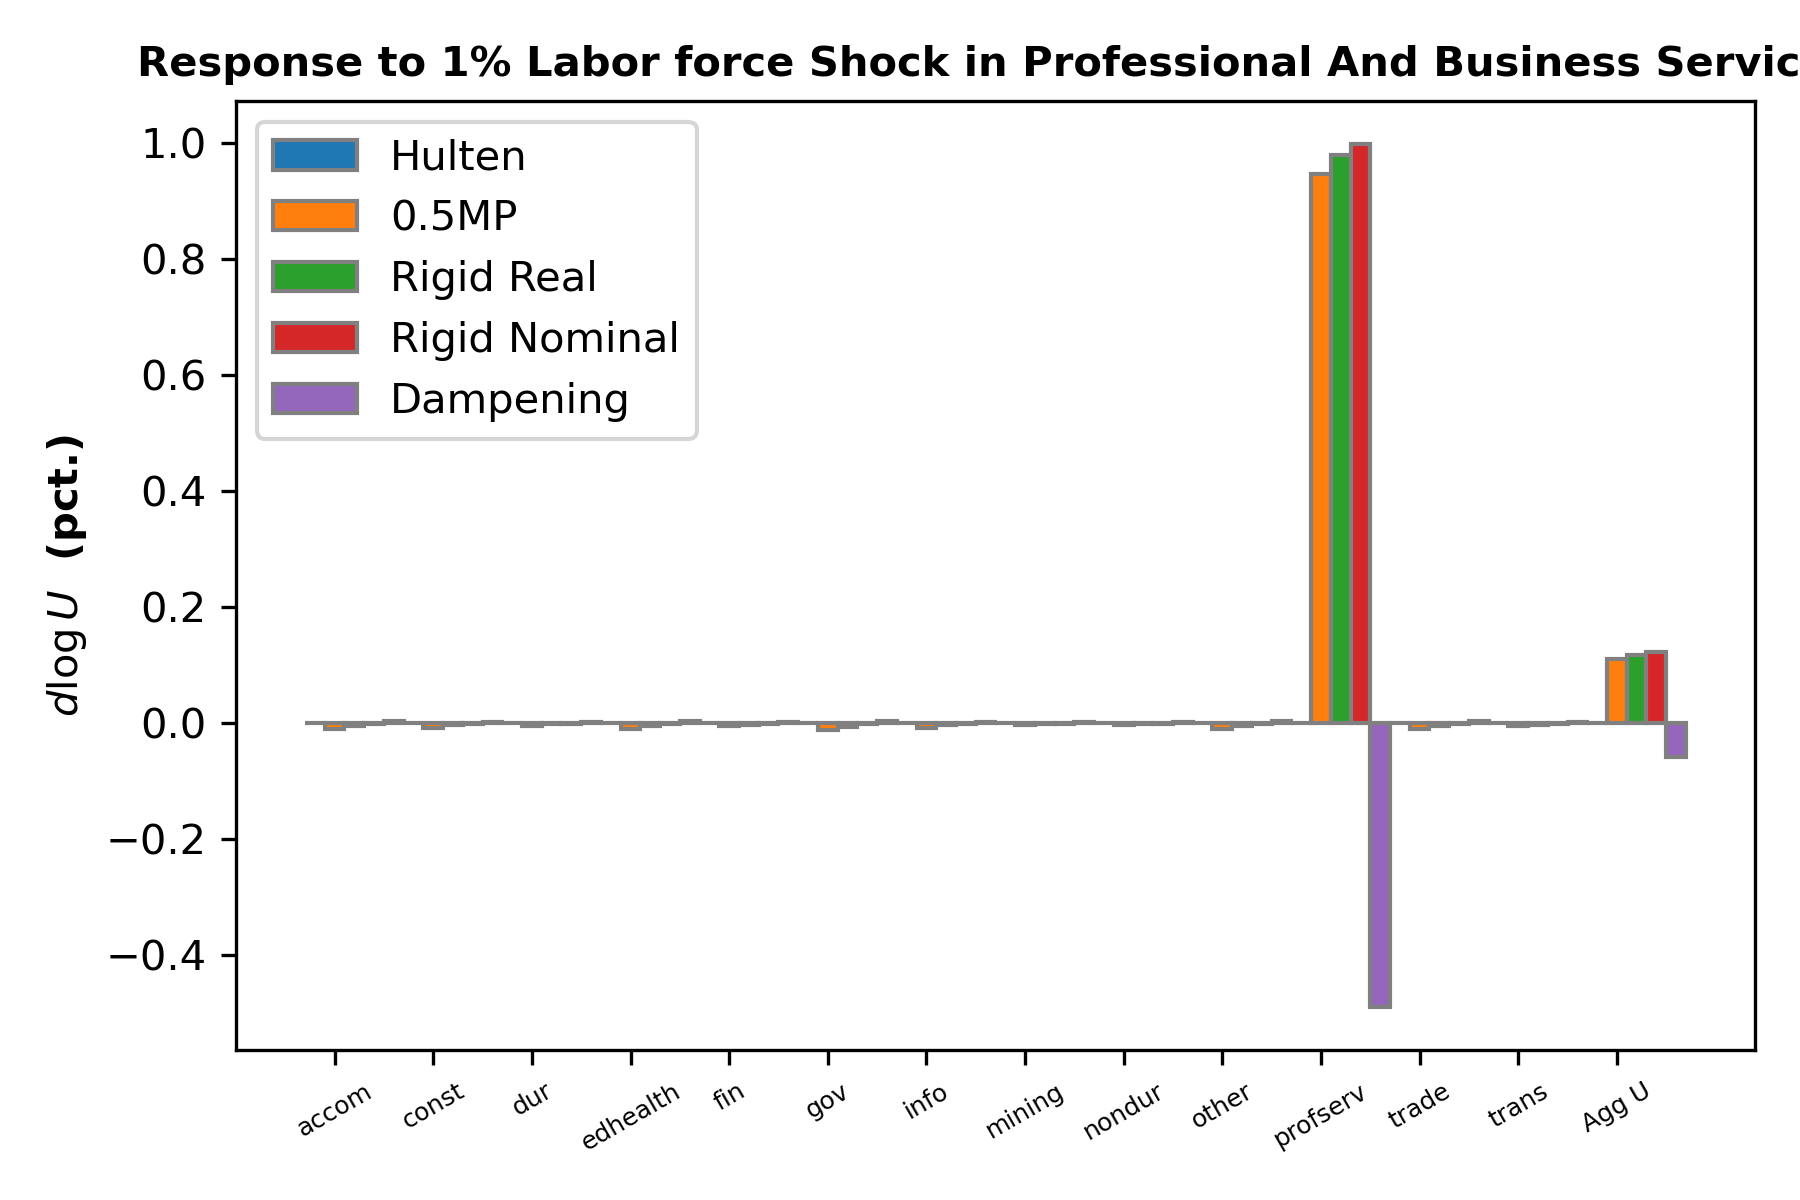 Response to 1% Labor force Shock in Professional And Business Servic
Hulten
0.5MP
Rigid Real
Rigid Nominal
Dampening
1.0
0.8
0.6
0.4
0.2
0.0
−0.2
−0.4
dlog U (pct.)
accom
const
dur
edhealth
fin
gov
info
mining
nondur
other
profserv
trade
trans
Agg U